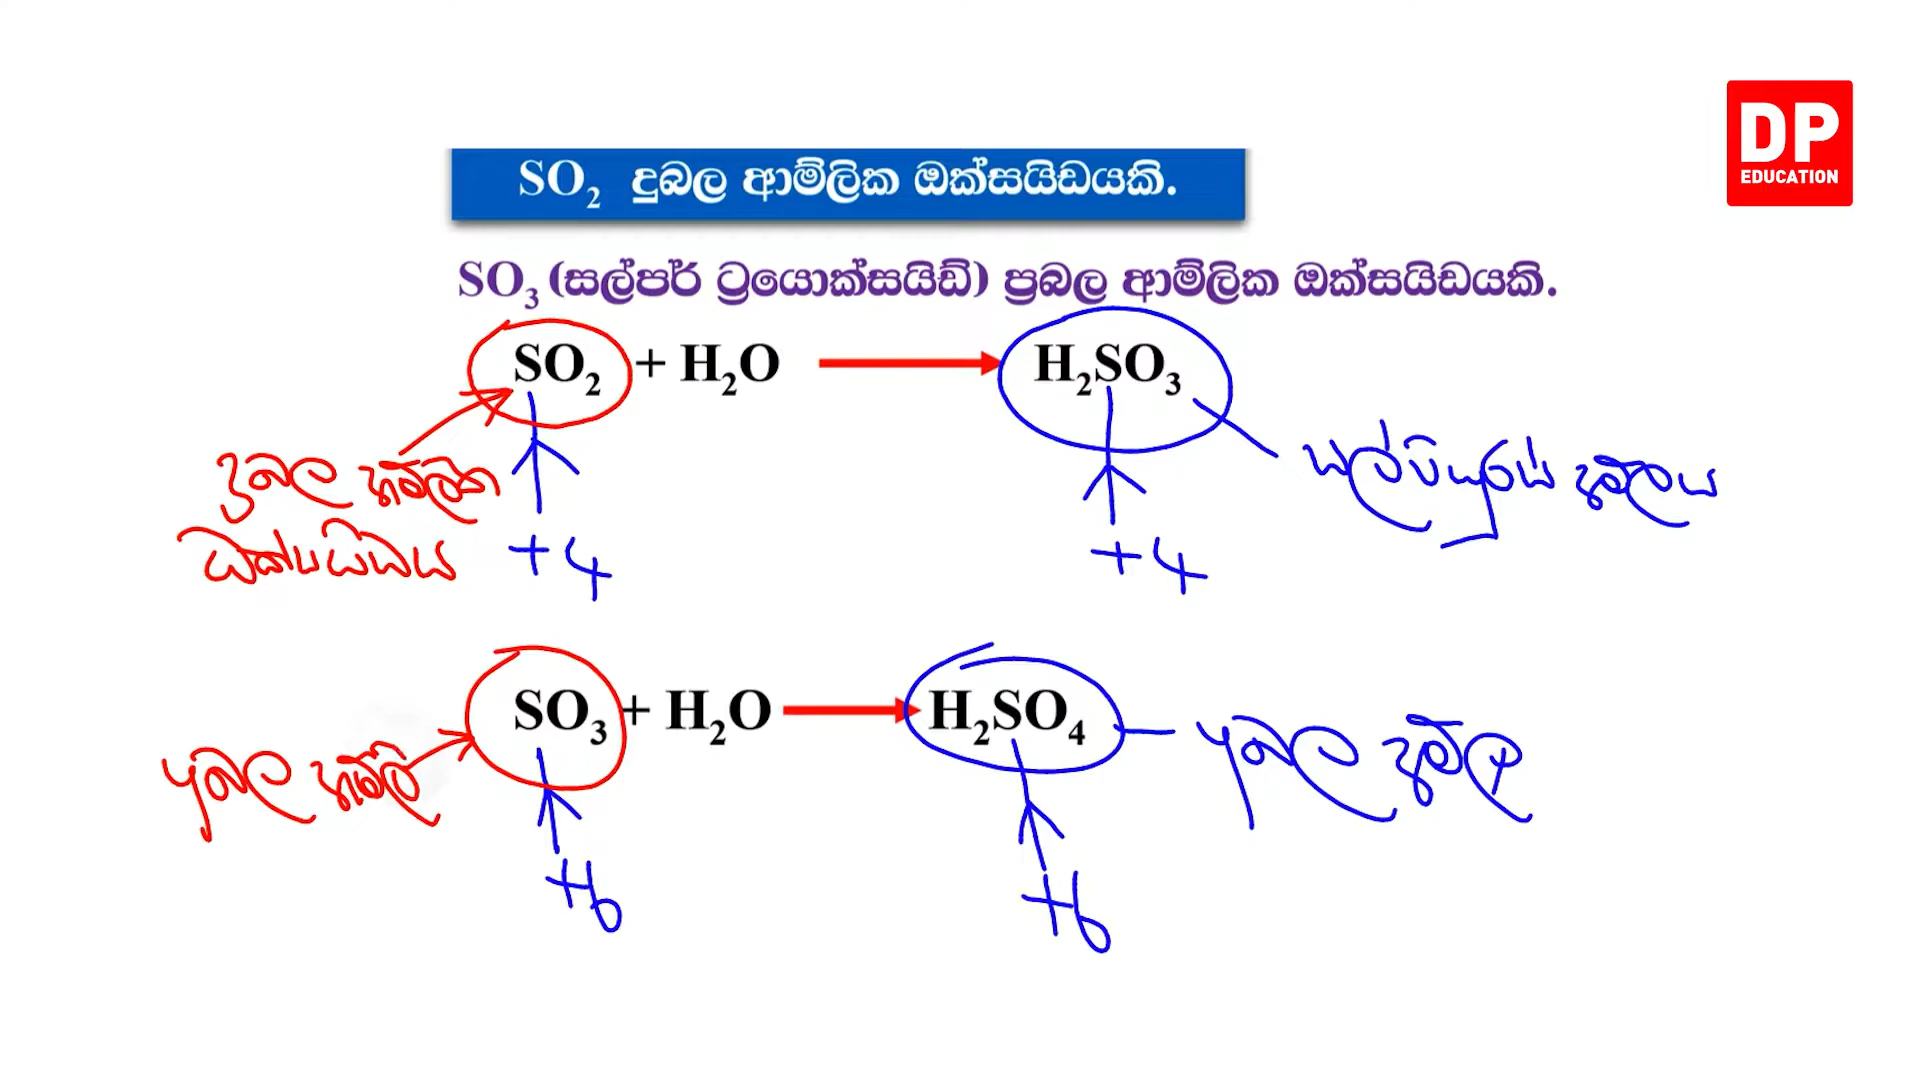 DP
EDUCATION
SO₂ දුබල ආම්ලික ඔක්සයිඩයකි.
SO₃ (සල්පර් ට්‍රයොක්සයිඩ්) ප්‍රබල ආම්ලික ඔක්සයිඩයකි.
SO₂ + H₂O → H₂SO₃
දුබල ආම්ලික
ඔක්සයිඩය
සල්පියුරස් අම්ලය
+4 +4
SO₃ + H₂O → H₂SO₄
ප්‍රබල ආම්ලි
ප්‍රබල අම්ල
+6 +6